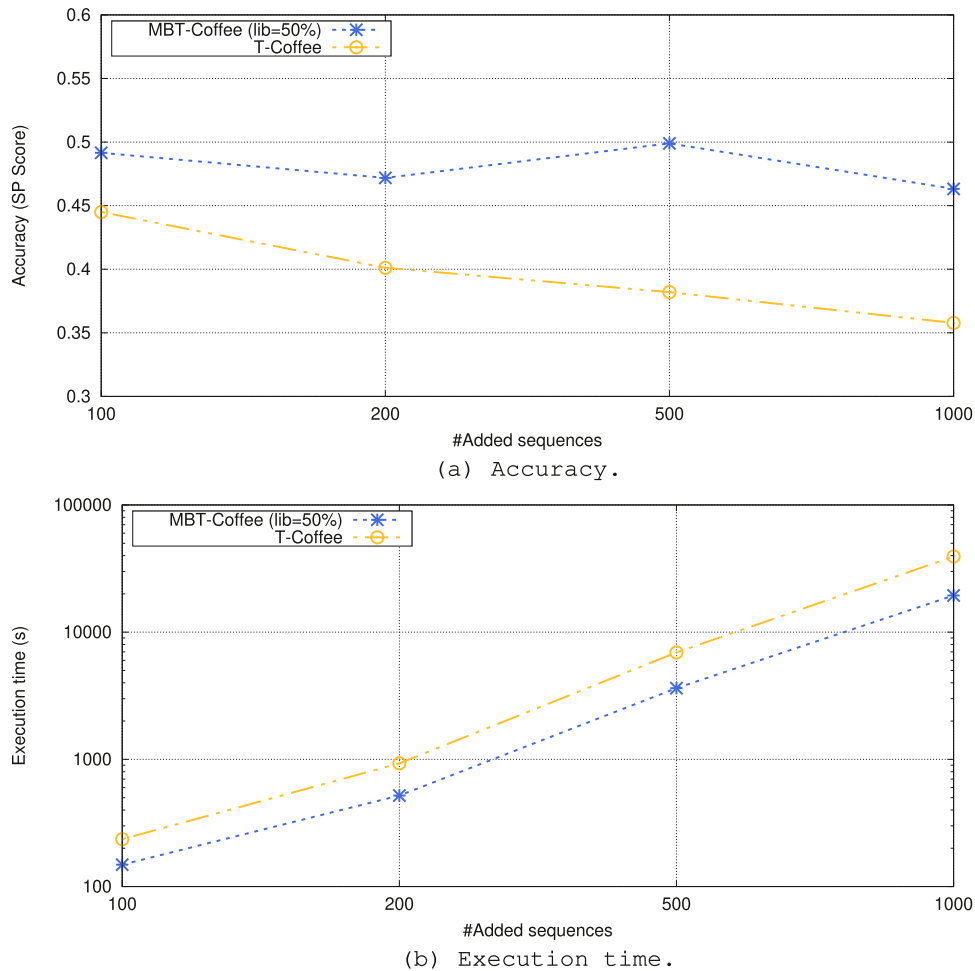 0.6
MBT-Coffee (lib=50%)
T-Coffee
0.55
0.5
0.45
0.4
0.35
0.3
Accuracy (SP Score)
100 200 500 1000
#Added sequences
(a) Accuracy.
100000
MBT-Coffee (lib=50%)
T-Coffee
10000
1000
100
Execution time (s)
100 200 500 1000
#Added sequences
(b) Execution time.